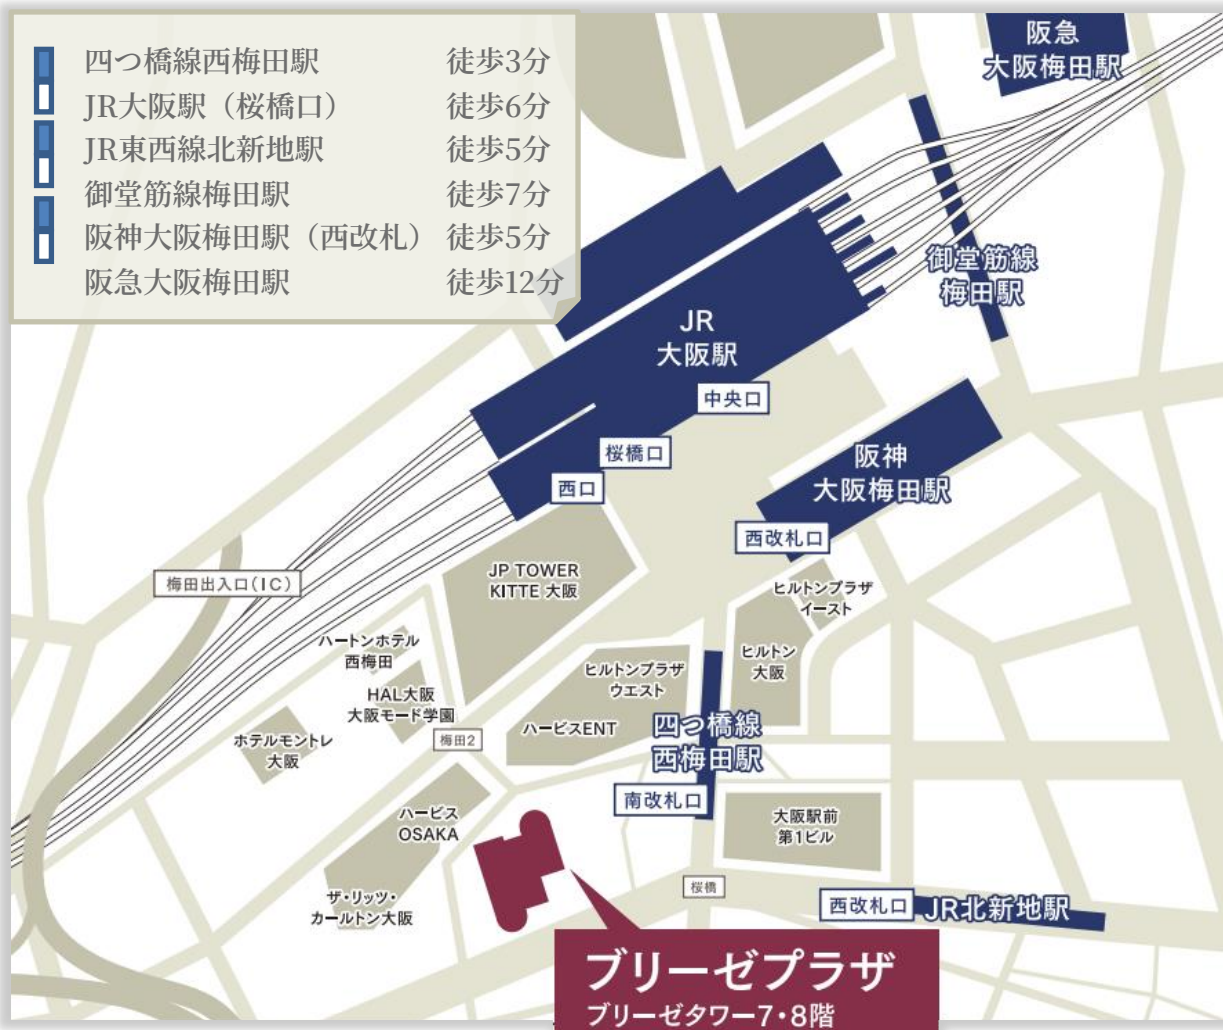 四つ橋線西梅田駅 徒歩3分
JR大阪駅（桜橋口） 徒歩6分
JR東西線北新地駅 徒歩5分
御堂筋線梅田駅 徒歩7分
阪神大阪梅田駅（西改札） 徒歩5分
阪急大阪梅田駅 徒歩12分
阪急
大阪梅田駅
御堂筋線
梅田駅
JR
大阪駅
中央口
桜橋口
西口
阪神
大阪梅田駅
西改札口
梅田出入口(IC)
JP TOWER
KITTE 大阪
ヒルトンプラザ
イースト
ハートンホテル
西梅田
ヒルトンプラザ
ウエスト
ヒルトン
大阪
HAL大阪
大阪モード学園
梅田2
ハービスENT
四つ橋線
西梅田駅
ホテルモントレ
大阪
南改札口
ハービス
OSAKA
大阪駅前
第1ビル
ザ・リッツ・
カールトン大阪
桜橋
西改札口
JR北新地駅
ブリーゼプラザ
ブリーゼタワー7・8階